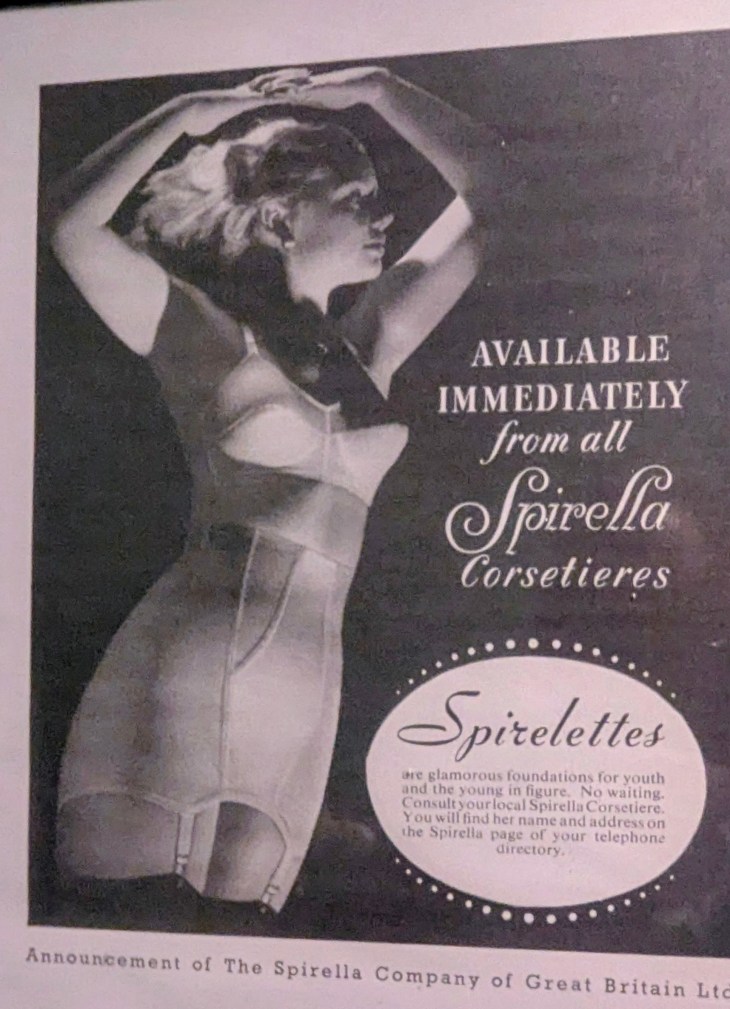 AVAILABLE
IMMEDIATELY
from all
Spirella
Corsetieres
Spirelettes
are glamorous foundations for youth
and the young in figure. No waiting.
Consult your local Spirella Corsetiere.
You will find her name and address on
the Spirella page of your telephone
directory.
Announcement of The Spirella Company of Great Britain Ltd